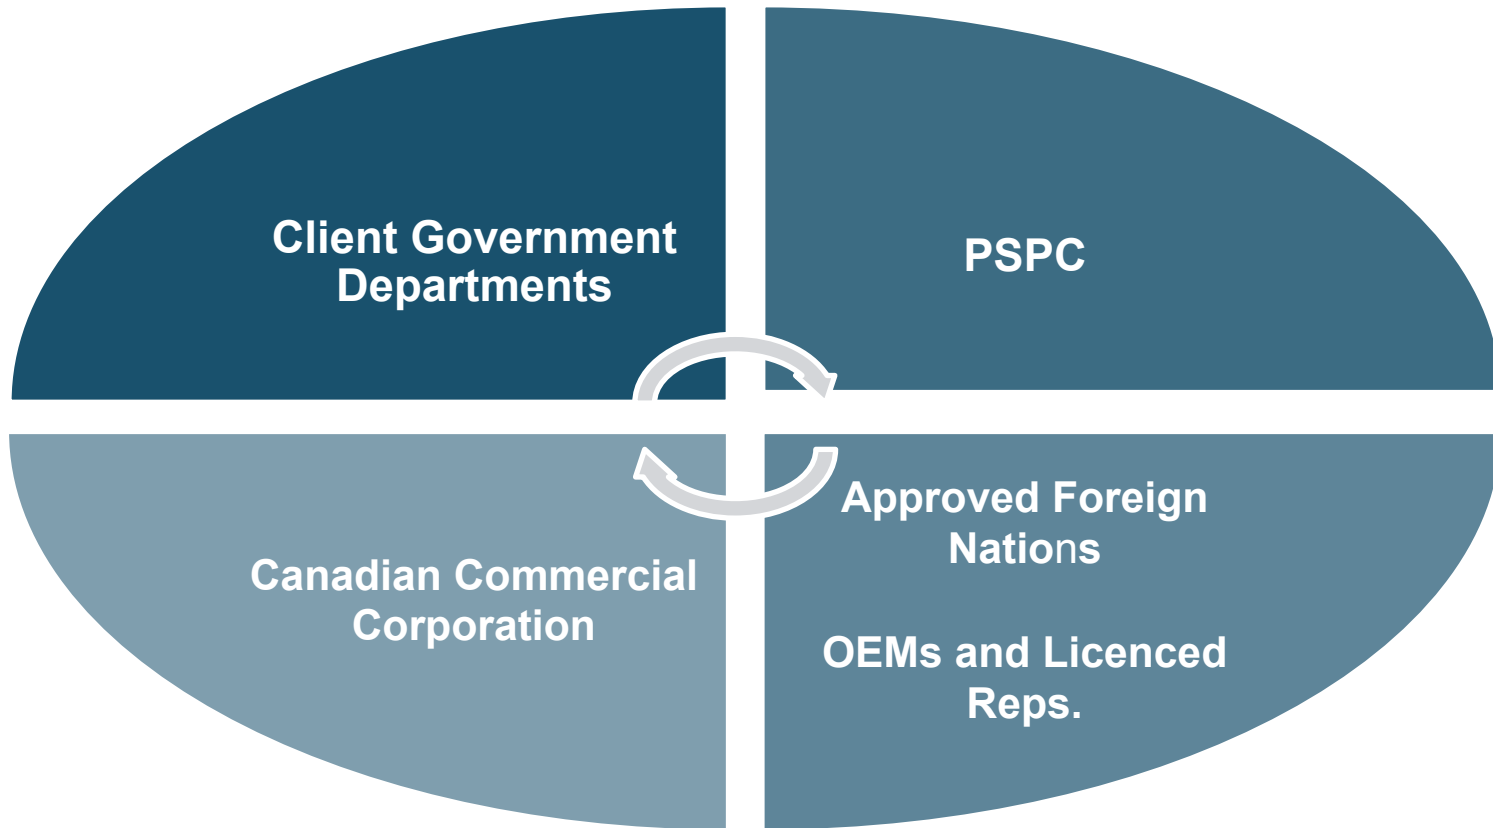 Client Government
Departments
PSPC
Canadian Commercial
Corporation
Approved Foreign
Nations
OEMs and Licenced
Reps.